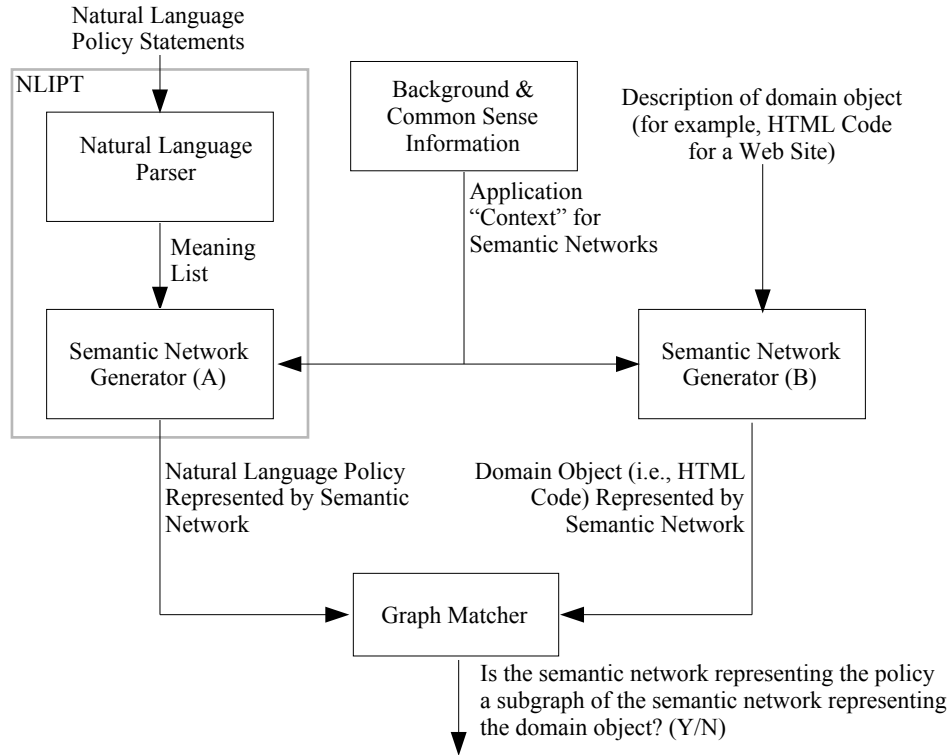 Natural Language
Policy Statements
NLIPT
Natural Language
Parser
Meaning
List
Semantic Network
Generator (A)
Background &
Common Sense
Information
Application
“Context” for
Semantic Networks
Description of domain object
(for example, HTML Code
for a Web Site)
Semantic Network
Generator (B)
Natural Language Policy
Represented by Semantic
Network
Domain Object (i.e., HTML
Code) Represented by
Semantic Network
Graph Matcher
Is the semantic network representing the policy
a subgraph of the semantic network representing
the domain object? (Y/N)